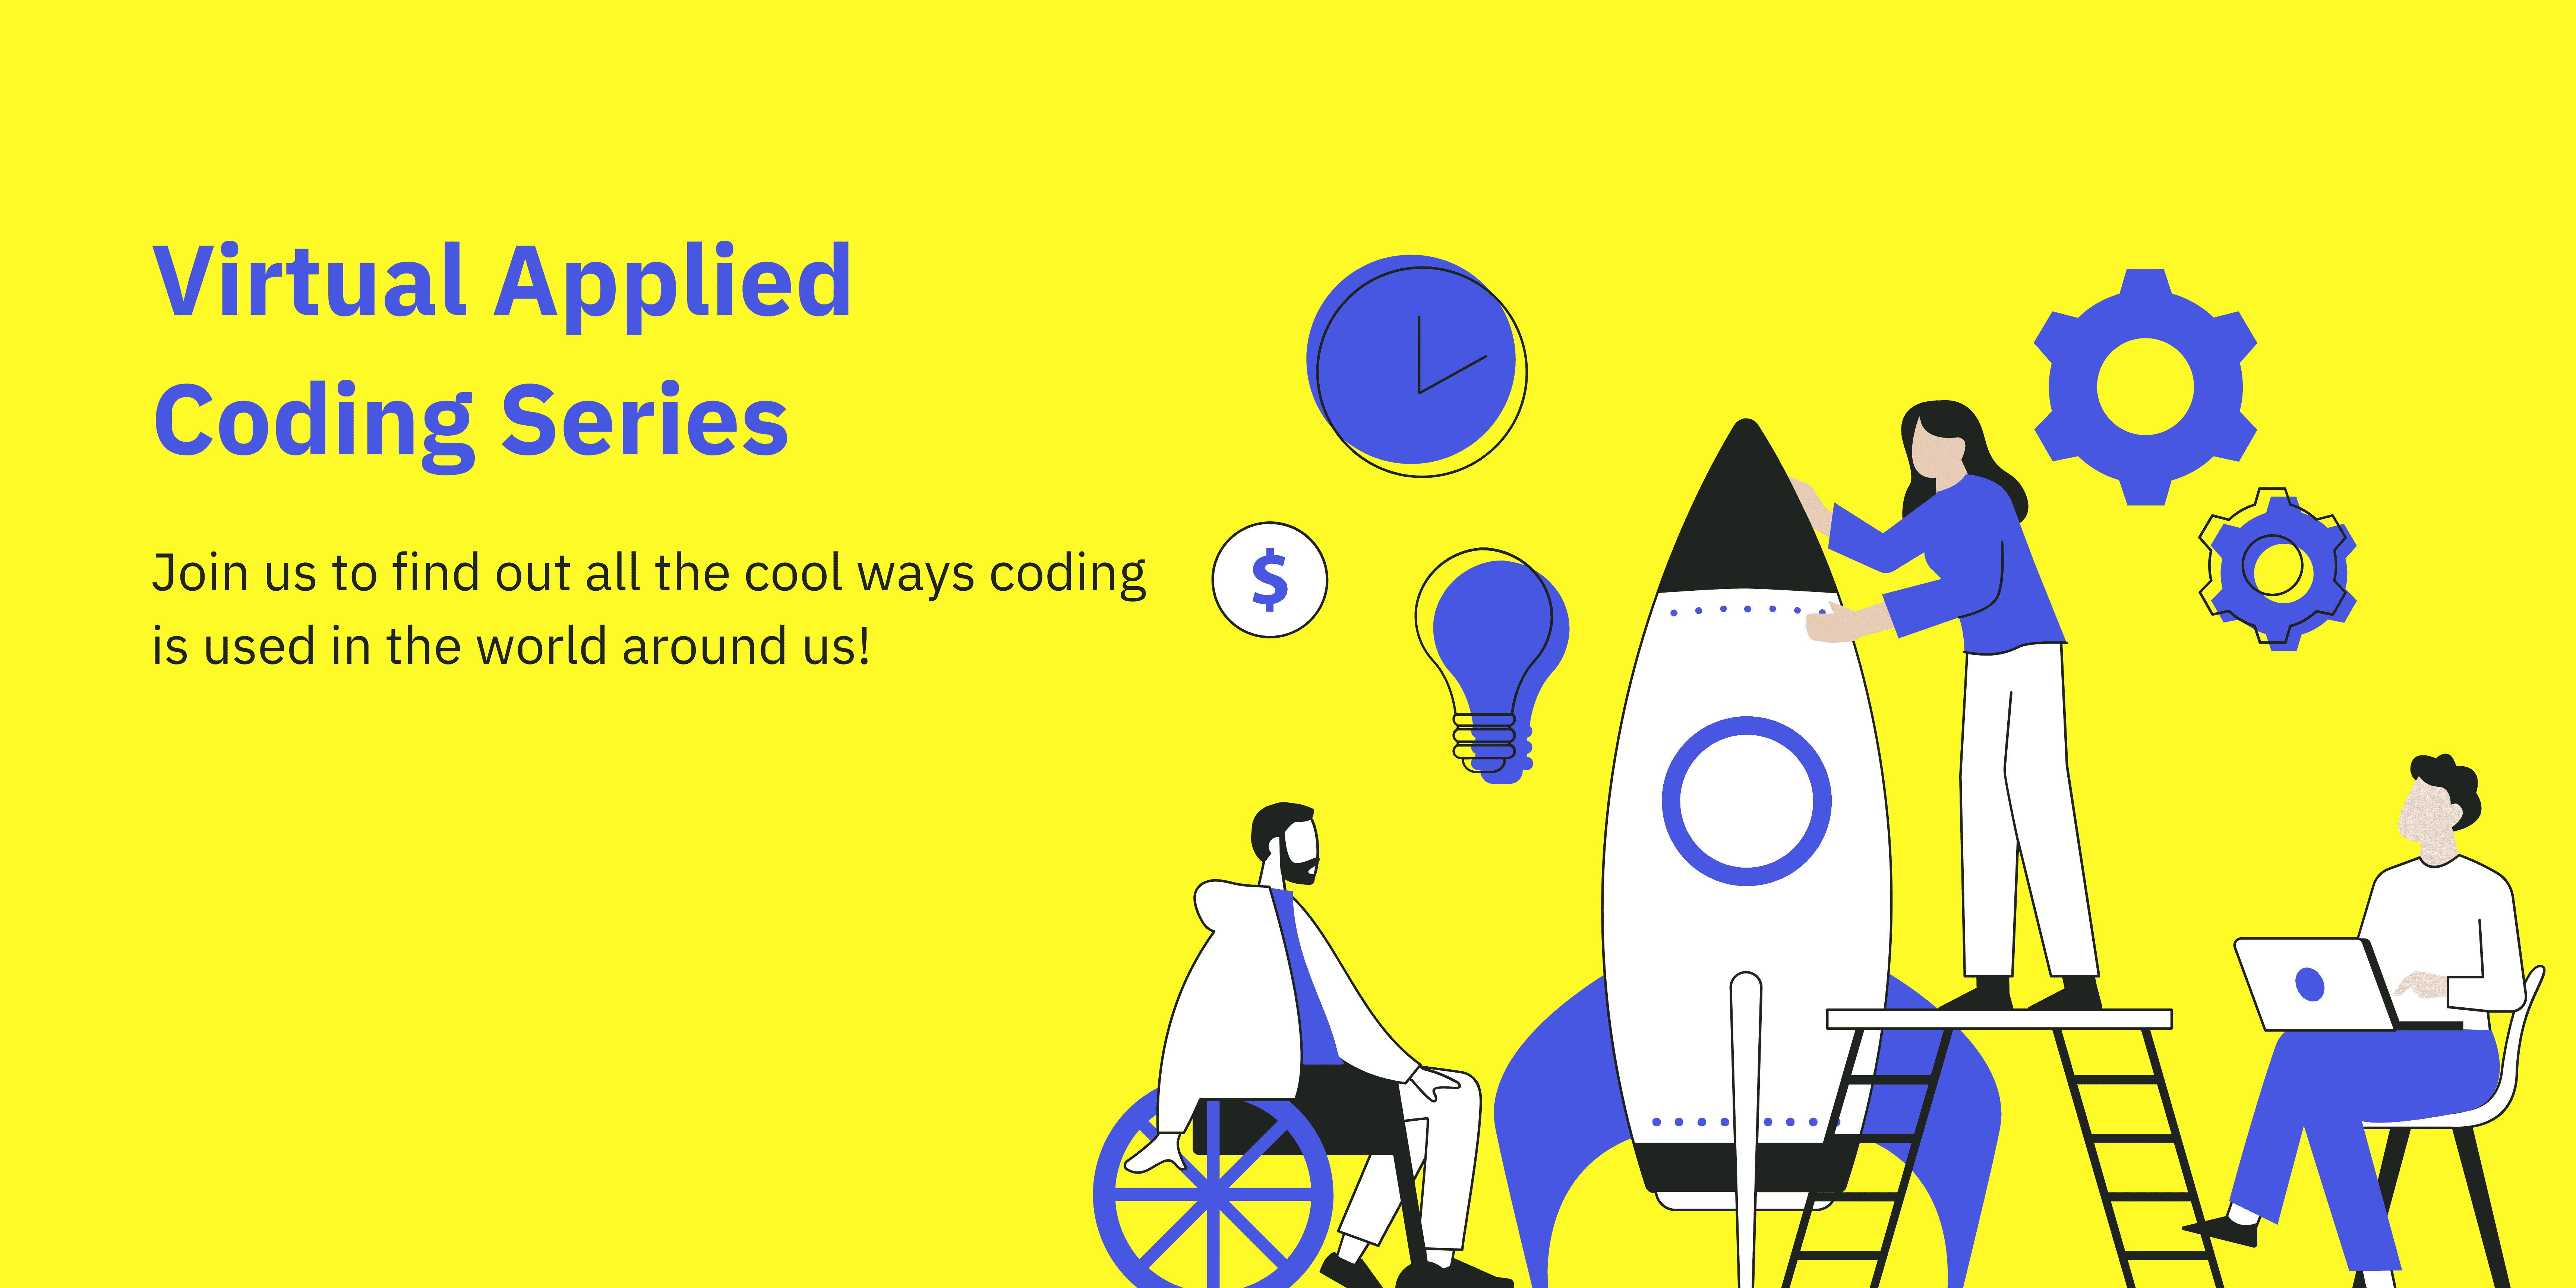 Virtual Applied
Coding Series
Join us to find out all the cool ways coding
is used in the world around us!
$